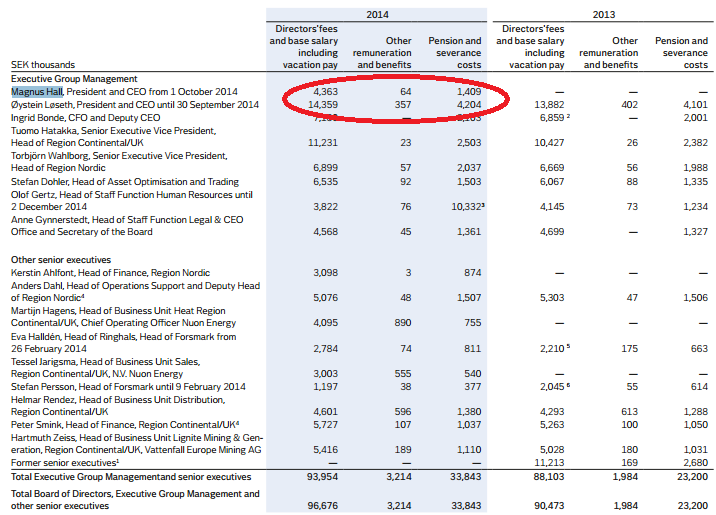 2014 2013
Directors' fees Directors' fees
and base salary Other Pension and and base salary Other Pension and
including remuneration severance including remuneration severance
SEK thousands vacation pay and benefits costs vacation pay and benefits costs
Executive Group Management
Magnus Hall, President and CEO from 1 October 2014 4,363 64 1,409 — — —
Øystein Løseth, President and CEO until 30 September 2014 14,359 357 4,204 13,882 402 4,101
Ingrid Bonde, CFO and Deputy CEO — 6,859 2 — 2,001
Tuomo Hatakka, Senior Executive Vice President,
Head of Region Continental/UK 11,231 23 2,503 10,427 26 2,382
Torbjörn Wahlborg, Senior Executive Vice President,
Head of Region Nordic 6,899 57 2,037 6,669 56 1,988
Stefan Dohler, Head of Asset Optimisation and Trading 6,535 92 1,503 6,067 88 1,335
Olof Gertz, Head of Staff Function Human Resources until
2 December 2014 3,822 76 10,332³ 4,145 73 1,234
Anne Gynnerstedt, Head of Staff Function Legal & CEO
Office and Secretary of the Board 4,568 45 1,361 4,699 — 1,327
Other senior executives
Kerstin Ahlfont, Head of Finance, Region Nordic 3,098 3 874 — — —
Anders Dahl, Head of Operations Support and Deputy Head
of Region Nordic⁴ 5,076 48 1,507 5,303 47 1,506
Martijn Hagens, Head of Business Unit Heat Region
Continental/UK, Chief Operating Officer Nuon Energy 4,095 890 755 — — —
Eva Halldén, Head of Ringhals, Head of Forsmark from
26 February 2014 2,784 74 811 2,210 5 175 663
Tessel Jarigsma, Head of Business Unit Sales,
Region Continental/UK, N.V. Nuon Energy 3,003 555 540 — — —
Stefan Persson, Head of Forsmark until 9 February 2014 1,197 38 377 2,045 6 55 614
Helmar Rendez, Head of Business Unit Distribution,
Region Continental/UK 4,601 596 1,380 4,293 613 1,288
Peter Smink, Head of Finance, Region Continental/UK⁴ 5,727 107 1,037 5,263 100 1,050
Hartmuth Zeiss, Head of Business Unit Lignite Mining & Gen-
eration, Region Continental/UK, Vattenfall Europe Mining AG 5,416 189 1,110 5,028 180 1,031
Former senior executives¹ — — — 11,213 169 2,680
Total Executive Group Managementand senior executives 93,954 3,214 33,843 88,103 1,984 23,200
Total Board of Directors, Executive Group Management and
other senior executives 96,676 3,214 33,843 90,473 1,984 23,200